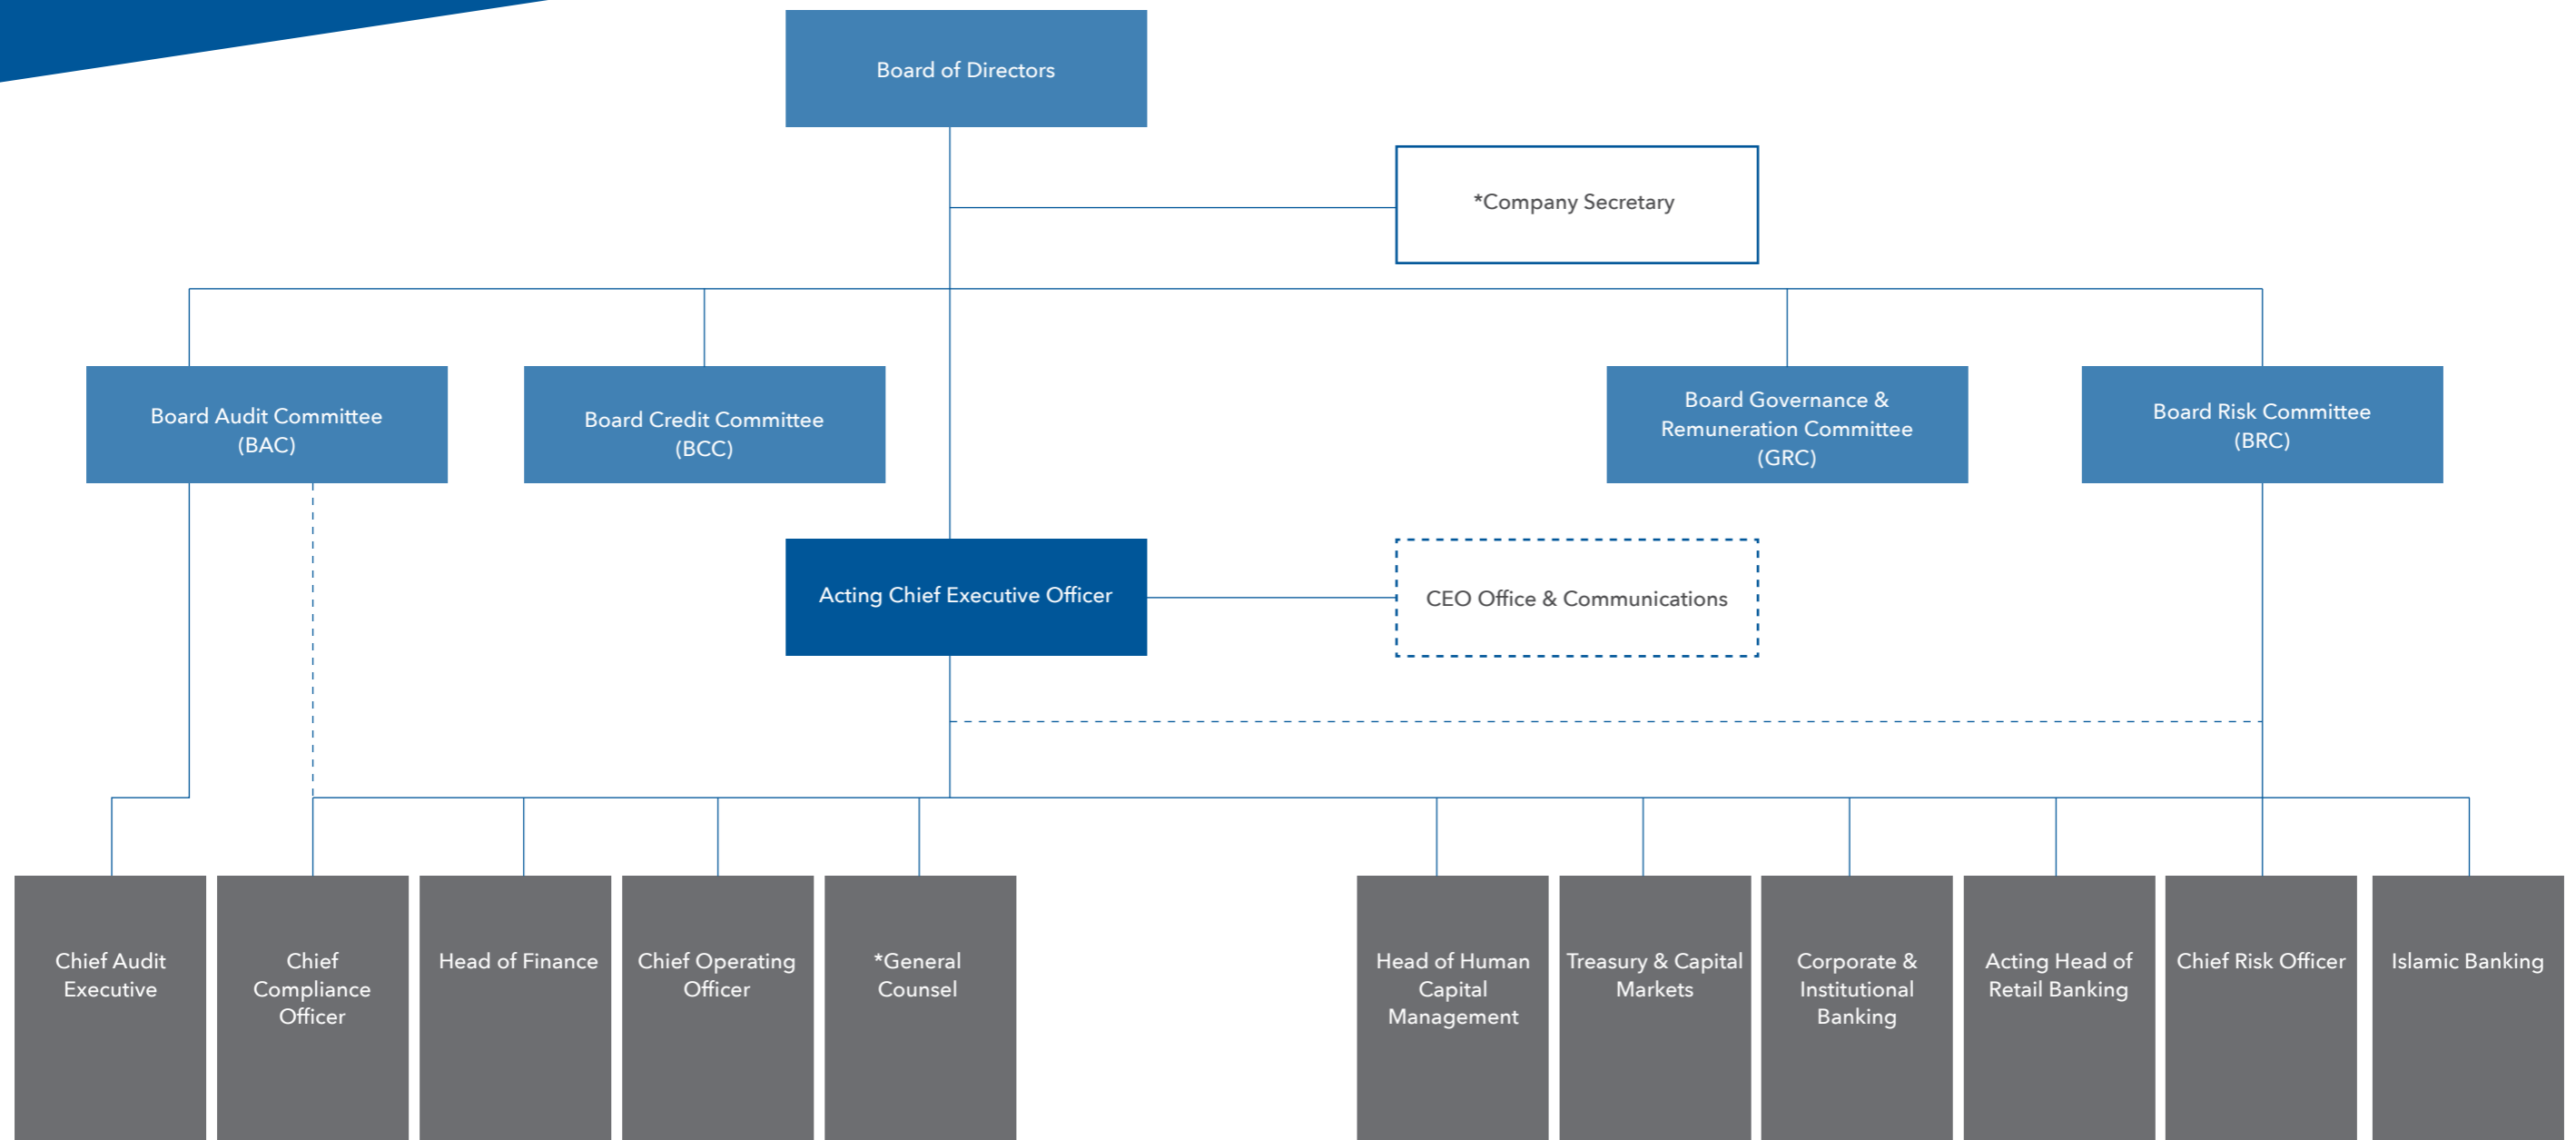 Board of Directors
*Company Secretary
Board Audit Committee
(BAC)
Board Credit Committee
(BCC)
Board Governance &
Remuneration Committee
(GRC)
Board Risk Committee
(BRC)
Acting Chief Executive Officer
CEO Office & Communications
Chief Audit
Executive
Chief
Compliance
Officer
Head of Finance
Chief Operating
Officer
*General
Counsel
Head of Human
Capital
Management
Treasury & Capital
Markets
Corporate &
Institutional
Banking
Acting Head of
Retail Banking
Chief Risk Officer
Islamic Banking